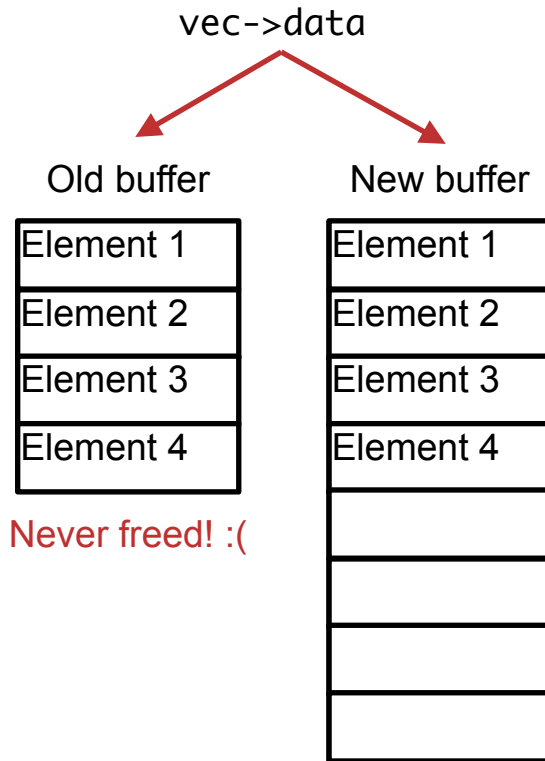 vec->data
Old buffer
New buffer
Element 1
Element 2
Element 3
Element 4
Never freed! :(
Element 1
Element 2
Element 3
Element 4